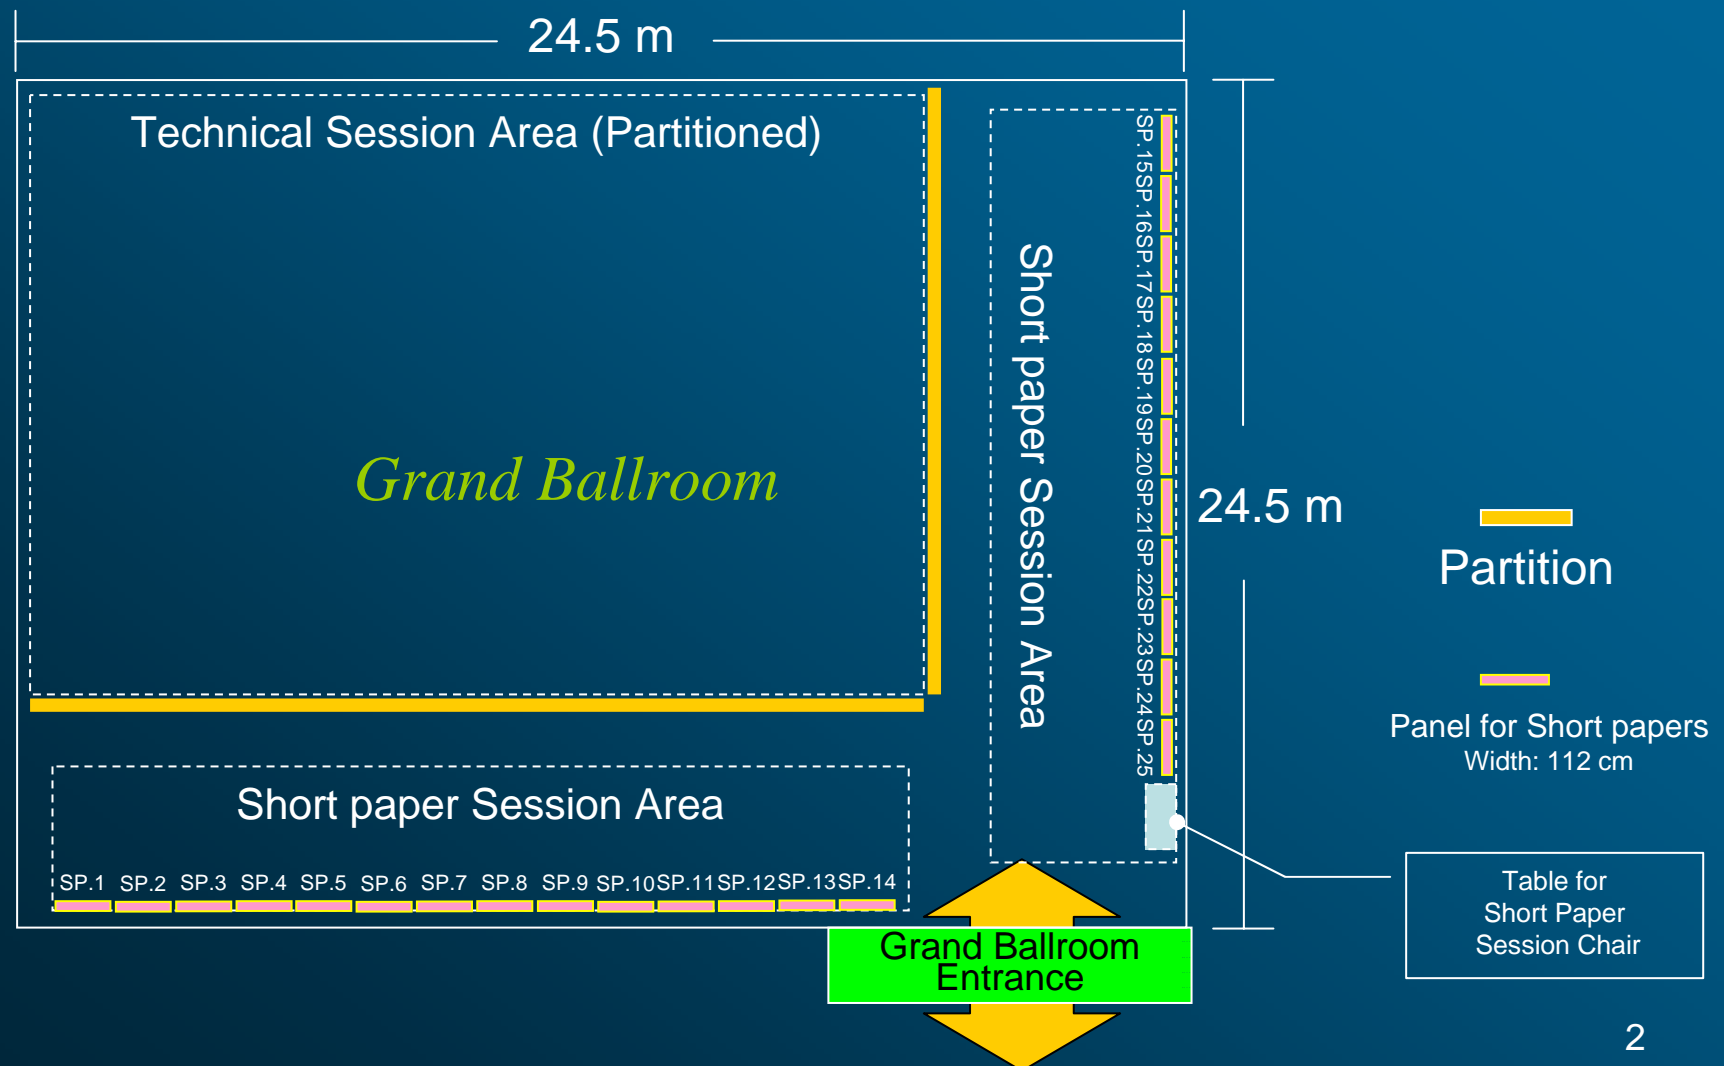 24.5 m
Technical Session Area (Partitioned)
Grand Ballroom
Short paper Session Area
SP.15
SP.16
SP.17
SP.18
SP.19
SP.20
SP.21
SP.22
SP.23
SP.24
SP.25
24.5 m
Partition
Panel for Short papers
Width: 112 cm
Short paper Session Area
SP.1 SP.2 SP.3 SP.4 SP.5 SP.6 SP.7 SP.8 SP.9 SP.10 SP.11 SP.12 SP.13 SP.14
Table for
Short Paper
Session Chair
Grand Ballroom
Entrance
2